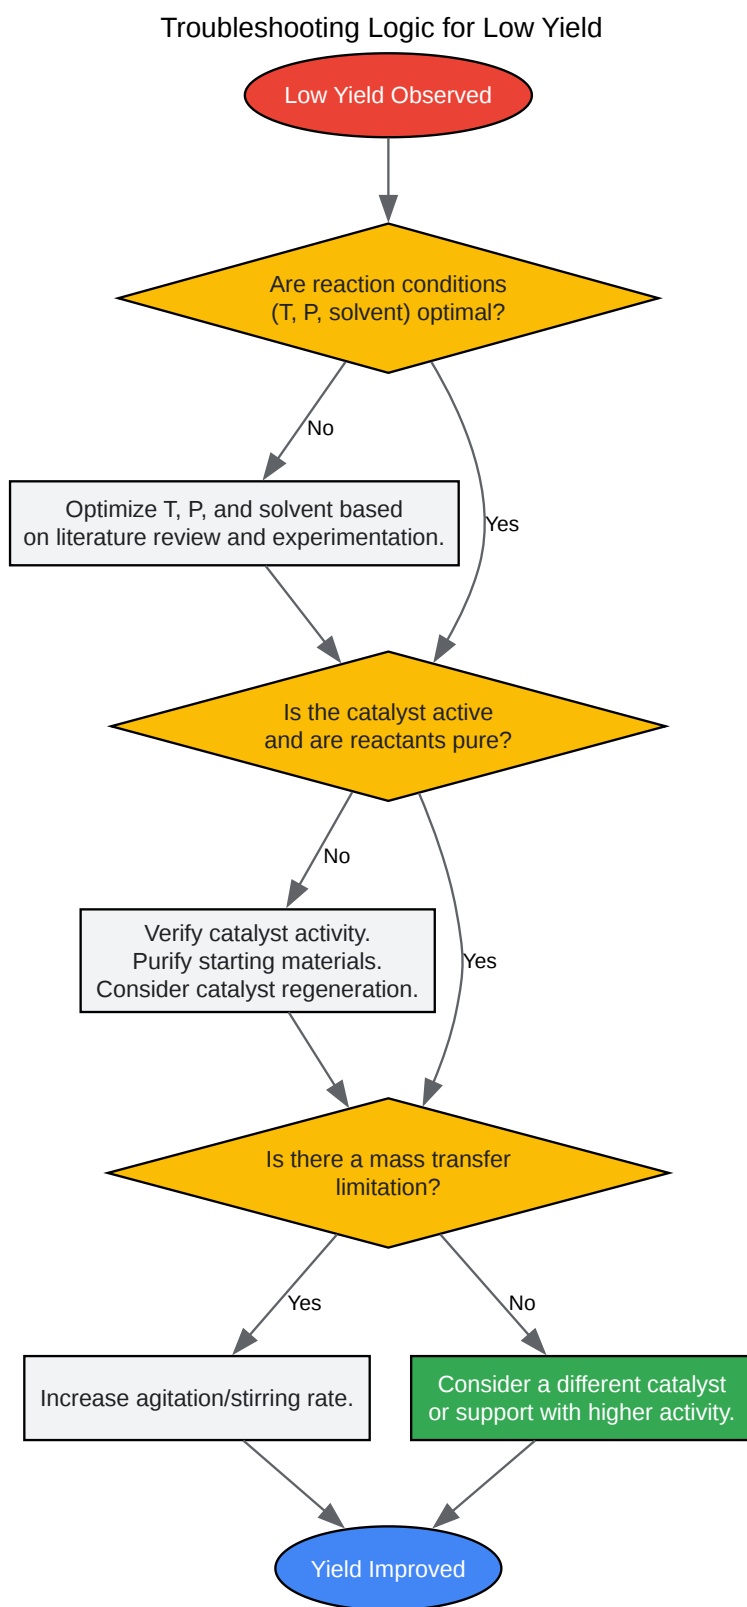 Troubleshooting Logic for Low Yield
Low Yield Observed
Are reaction conditions
(T, P, solvent) optimal?
No
Optimize T, P, and solvent based
on literature review and experimentation.
Yes
Is the catalyst active
and are reactants pure?
No
Verify catalyst activity.
Purify starting materials.
Consider catalyst regeneration.
Yes
Is there a mass transfer
limitation?
Yes
No
Increase agitation/stirring rate.
Consider a different catalyst
or support with higher activity.
Yield Improved